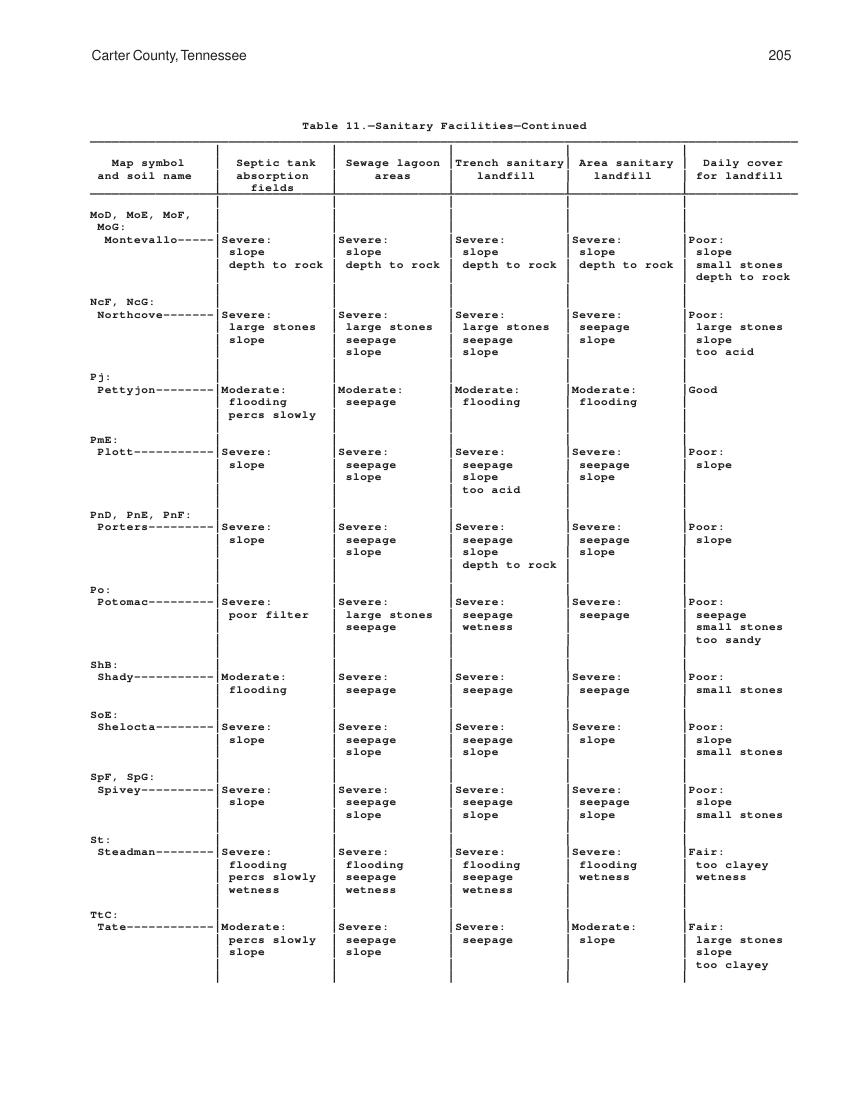 Carter County, Tennessee 205
Table 11.—Sanitary Facilities—Continued
Map symbol | Septic tank | Sewage lagoon |Trench sanitary| Area sanitary | Daily cover
and soil name | absorption | areas | landfill | landfill | for landfill
fields
MoD, MoE, MoF,
MoG:
Montevallo-----|Severe: |Severe: |Severe: |Severe: |Poor:
slope | slope | slope | slope | slope
depth to rock | depth to rock | depth to rock | depth to rock | small stones
depth to rock
NcF, NcG:
Northcove-------|Severe: |Severe: |Severe: |Severe: |Poor:
large stones | large stones | large stones | seepage | large stones
slope | seepage | seepage | slope | slope
slope | slope | too acid
Pj:
Pettyjon--------|Moderate: |Moderate: |Moderate: |Moderate: |Good
flooding | seepage | flooding | flooding
percs slowly
PmE:
Plott-----------|Severe: |Severe: |Severe: |Severe: |Poor:
slope | seepage | seepage | seepage | slope
slope | slope | slope
too acid
PnD, PnE, PnF:
Porters---------|Severe: |Severe: |Severe: |Severe: |Poor:
slope | seepage | seepage | seepage | slope
slope | slope | slope
depth to rock
Po:
Potomac---------|Severe: |Severe: |Severe: |Severe: |Poor:
poor filter | large stones | seepage | seepage | seepage
seepage | wetness | small stones
too sandy
ShB:
Shady-----------|Moderate: |Severe: |Severe: |Severe: |Poor:
flooding | seepage | seepage | seepage | small stones
SoE:
Shelocta--------|Severe: |Severe: |Severe: |Severe: |Poor:
slope | seepage | seepage | slope | slope
slope | slope | small stones
SpF, SpG:
Spivey----------|Severe: |Severe: |Severe: |Severe: |Poor:
slope | seepage | seepage | seepage | slope
slope | slope | slope | small stones
St:
Steadman--------|Severe: |Severe: |Severe: |Severe: |Fair:
flooding | flooding | flooding | flooding | too clayey
percs slowly | seepage | seepage | wetness | wetness
wetness | wetness | wetness
TtC:
Tate------------|Moderate: |Severe: |Severe: |Moderate: |Fair:
percs slowly | seepage | seepage | slope | large stones
slope | slope | slope
too clayey